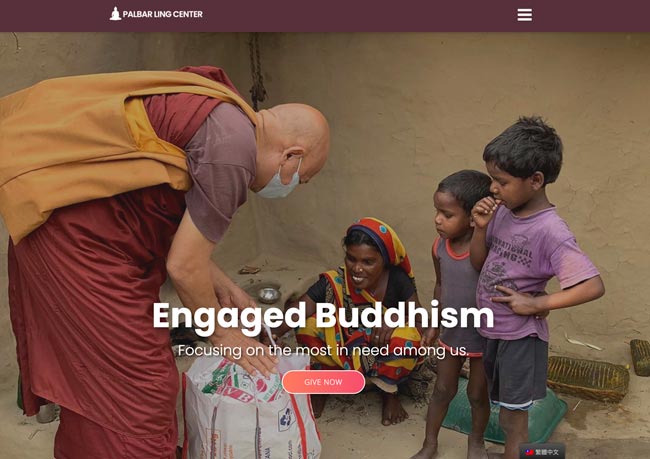 PALBAR LING CENTER
INTERNATIONAL
Engaged Buddhism
Focusing on the most in need among us.
GIVE NOW
繁體中文